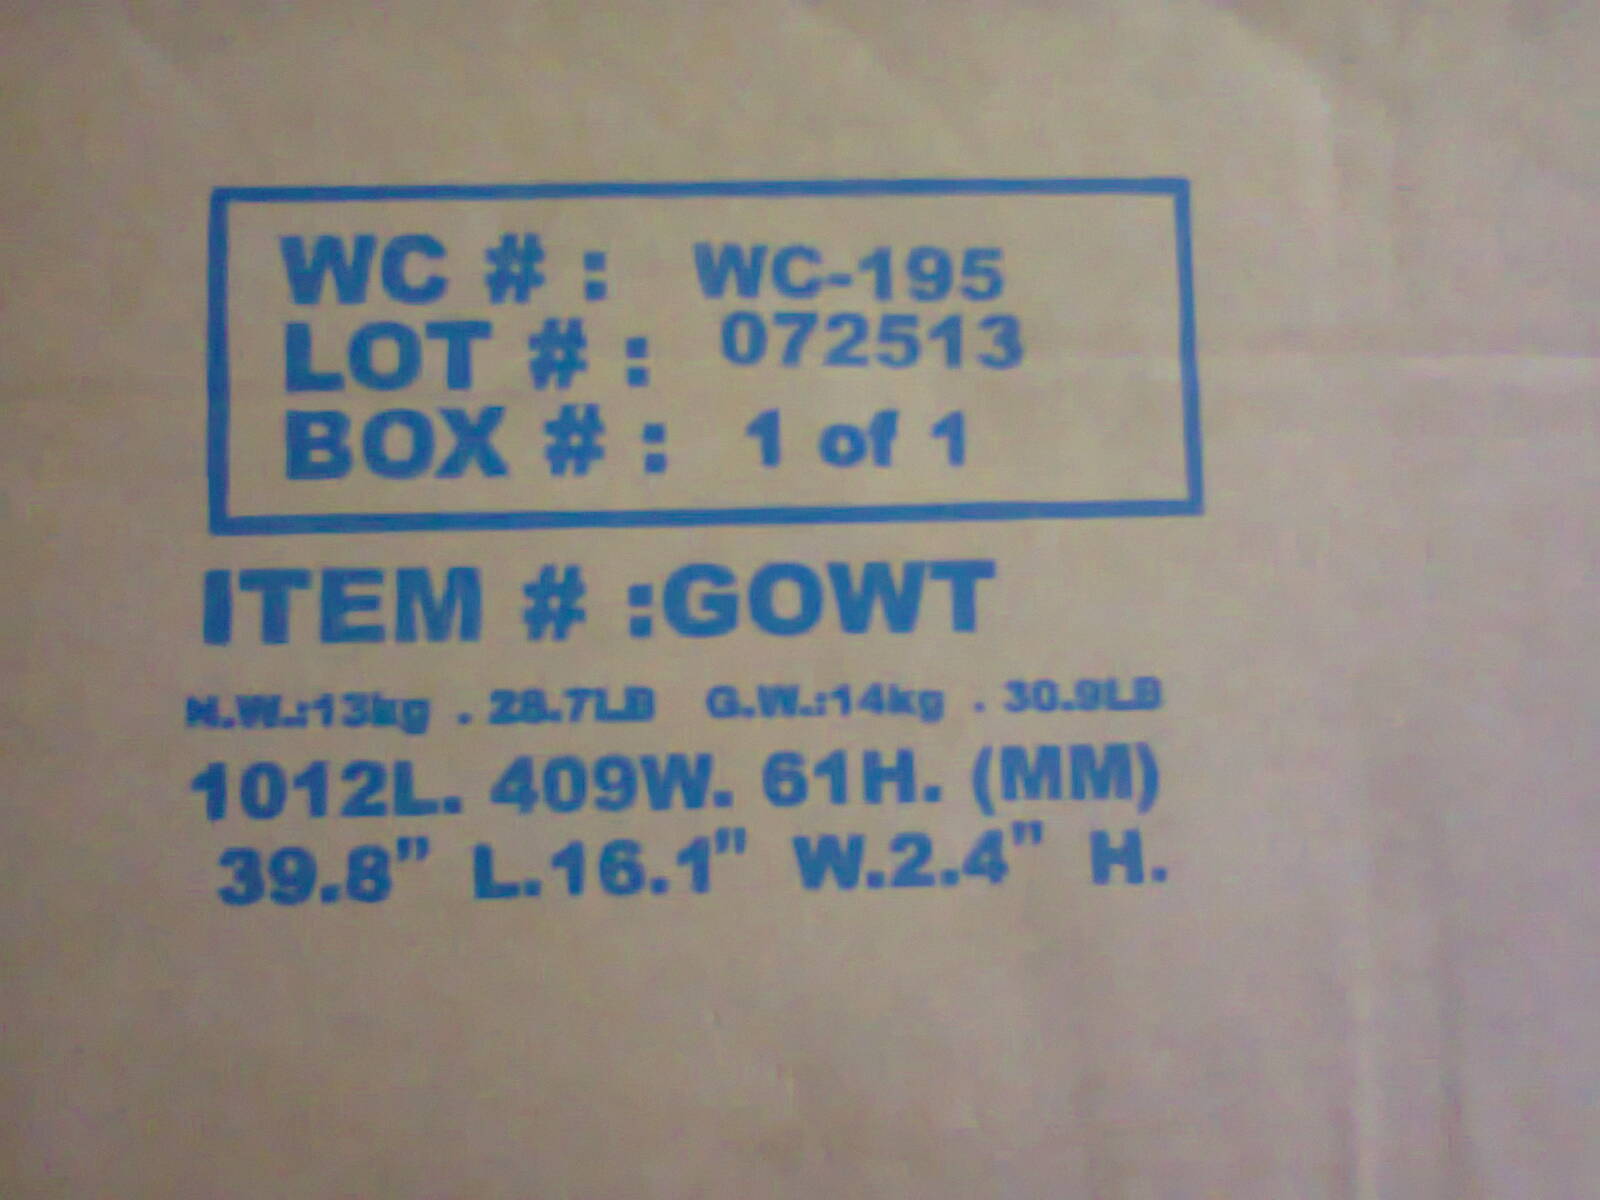 WC # : WC-195
LOT # : 072513
BOX # : 1 of 1
ITEM # :GOWT
N.W.:13kg . 28.7LB G.W.:14kg . 30.9LB
1012L. 409W. 61H. (MM)
39.8” L.16.1” W.2.4” H.